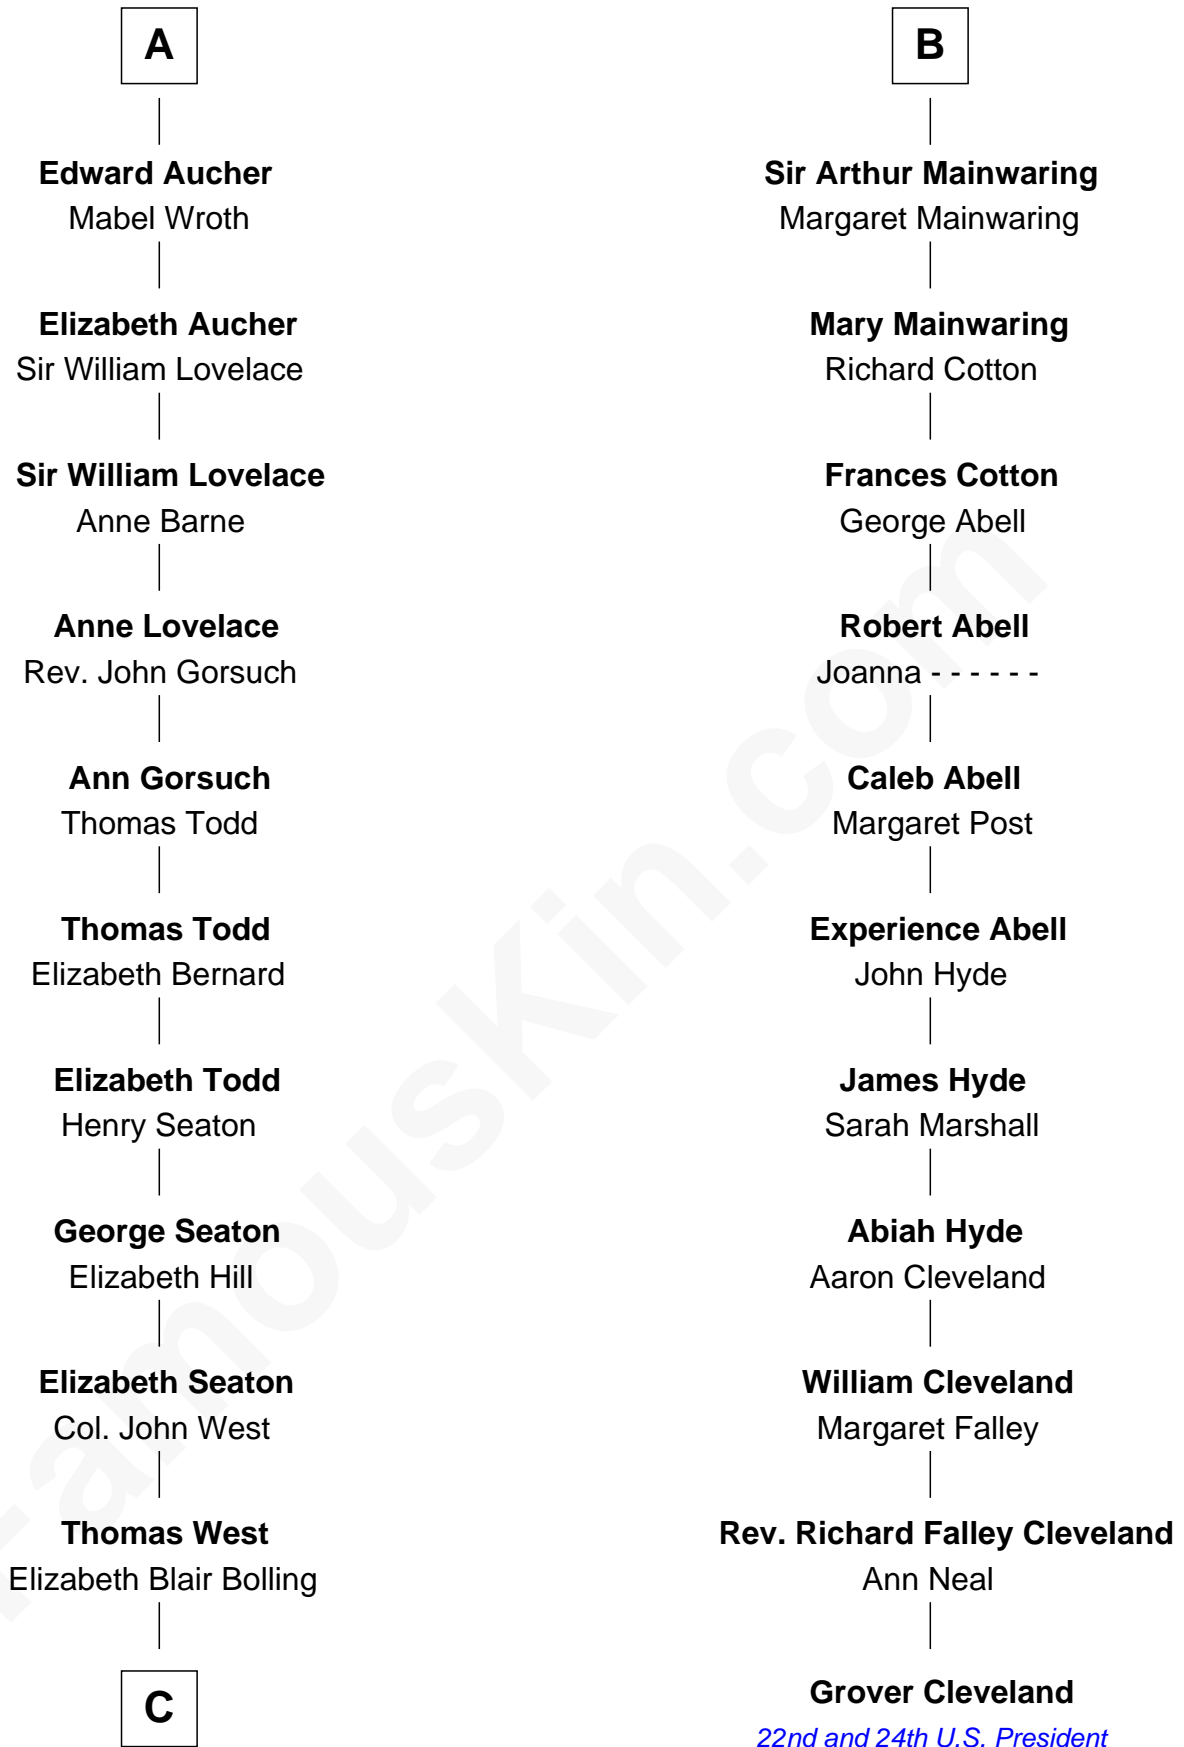 A
Edward Aucher
Mabel Wroth
Elizabeth Aucher
Sir William Lovelace
Sir William Lovelace
Anne Barne
Anne Lovelace
Rev. John Gorsuch
Ann Gorsuch
Thomas Todd
Thomas Todd
Elizabeth Bernard
Elizabeth Todd
Henry Seaton
George Seaton
Elizabeth Hill
Elizabeth Seaton
Col. John West
Thomas West
Elizabeth Blair Bolling
C
B
Sir Arthur Mainwaring
Margaret Mainwaring
Mary Mainwaring
Richard Cotton
Frances Cotton
George Abell
Robert Abell
Joanna - - - - - -
Caleb Abell
Margaret Post
Experience Abell
John Hyde
James Hyde
Sarah Marshall
Abiah Hyde
Aaron Cleveland
William Cleveland
Margaret Falley
Rev. Richard Falley Cleveland
Ann Neal
Grover Cleveland
22nd and 24th U.S. President
FamousKin.com